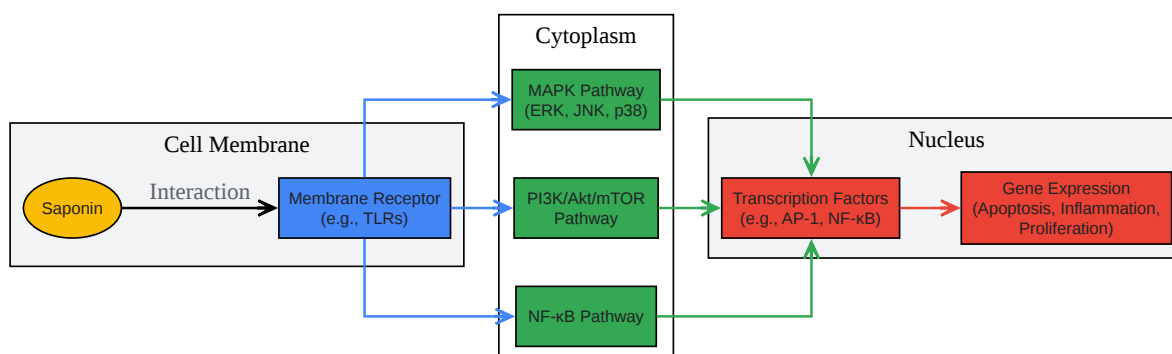 Cell Membrane
Saponin
Interaction
Membrane Receptor
(e.g., TLRs)
Cytoplasm
MAPK Pathway
(ERK, JNK, p38)
PI3K/Akt/mTOR
Pathway
NF-κB Pathway
Nucleus
Transcription Factors
(e.g., AP-1, NF-κB)
Gene Expression
(Apoptosis, Inflammation,
Proliferation)